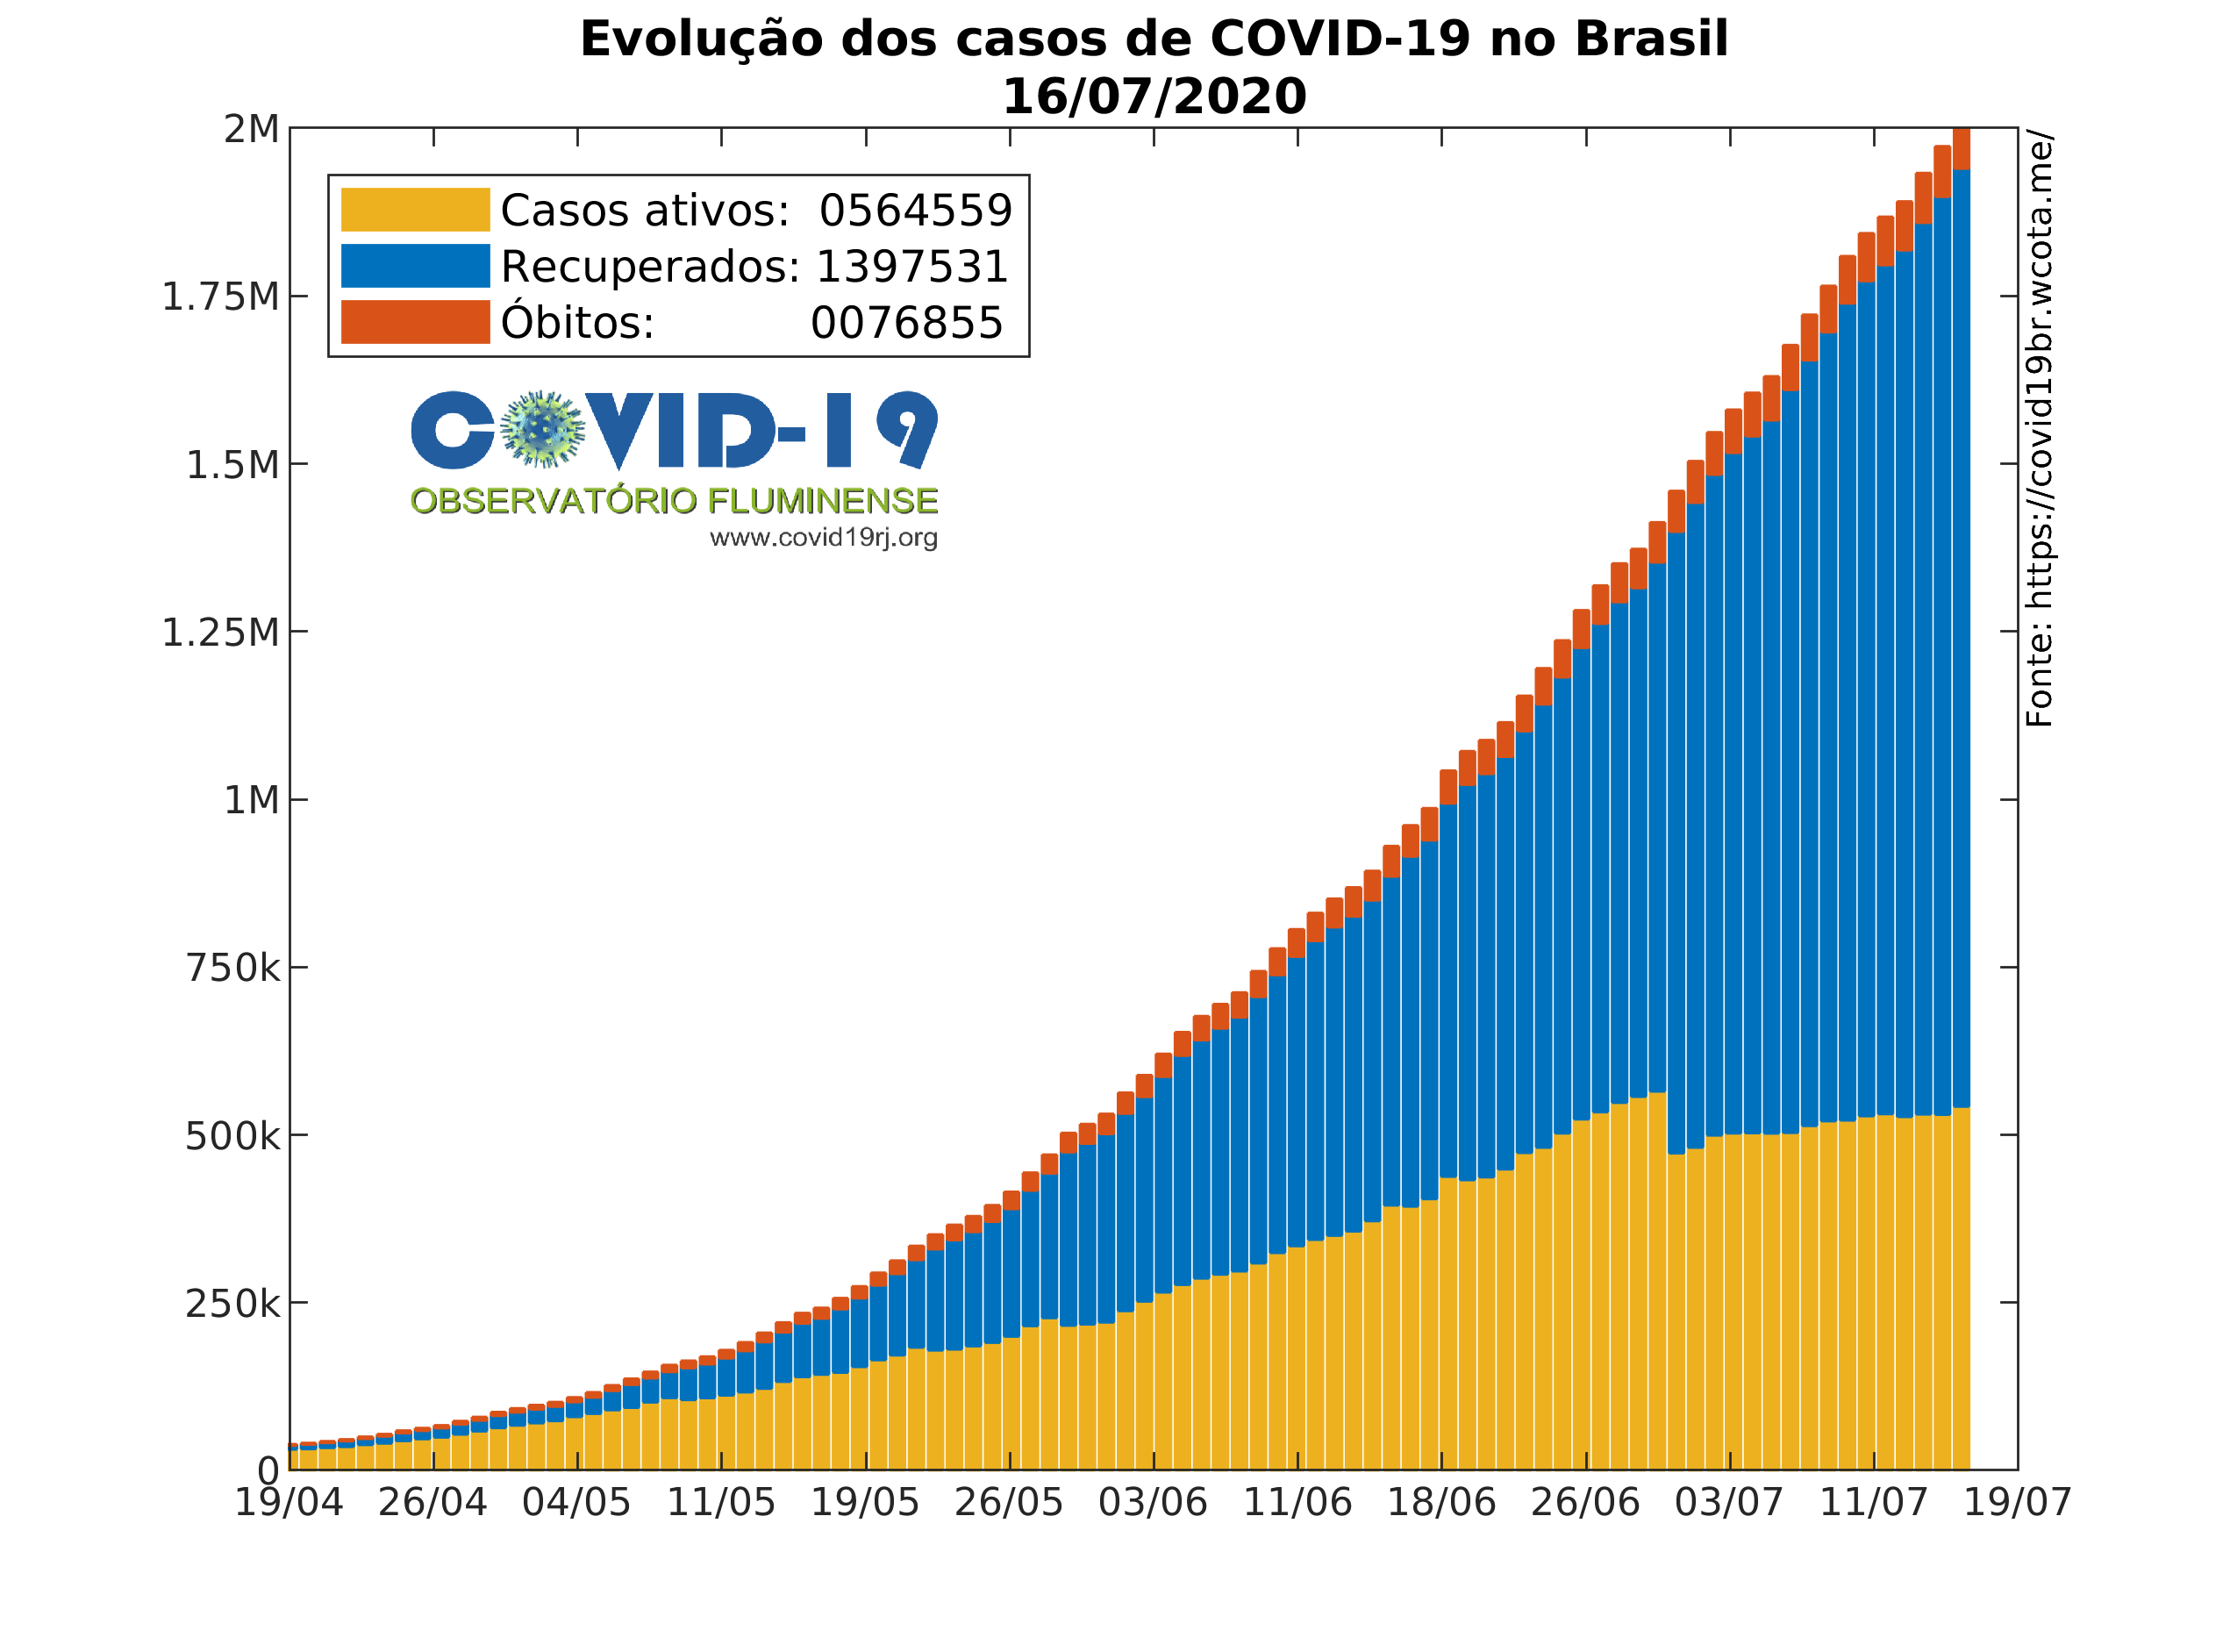 Evolução dos casos de COVID-19 no Brasil
16/07/2020
2M
1.75M
1.5M
1.25M
1M
750k
500k
250k
0
Casos ativos: 0564559
Recuperados: 1397531
Óbitos: 0076855
COVID-19
OBSERVATÓRIO FLUMINENSE
www.covid19rj.org
Fonte: https://covid19br.wcota.me/
19/04 26/04 04/05 11/05 19/05 26/05 03/06 11/06 18/06 26/06 03/07 11/07 19/07